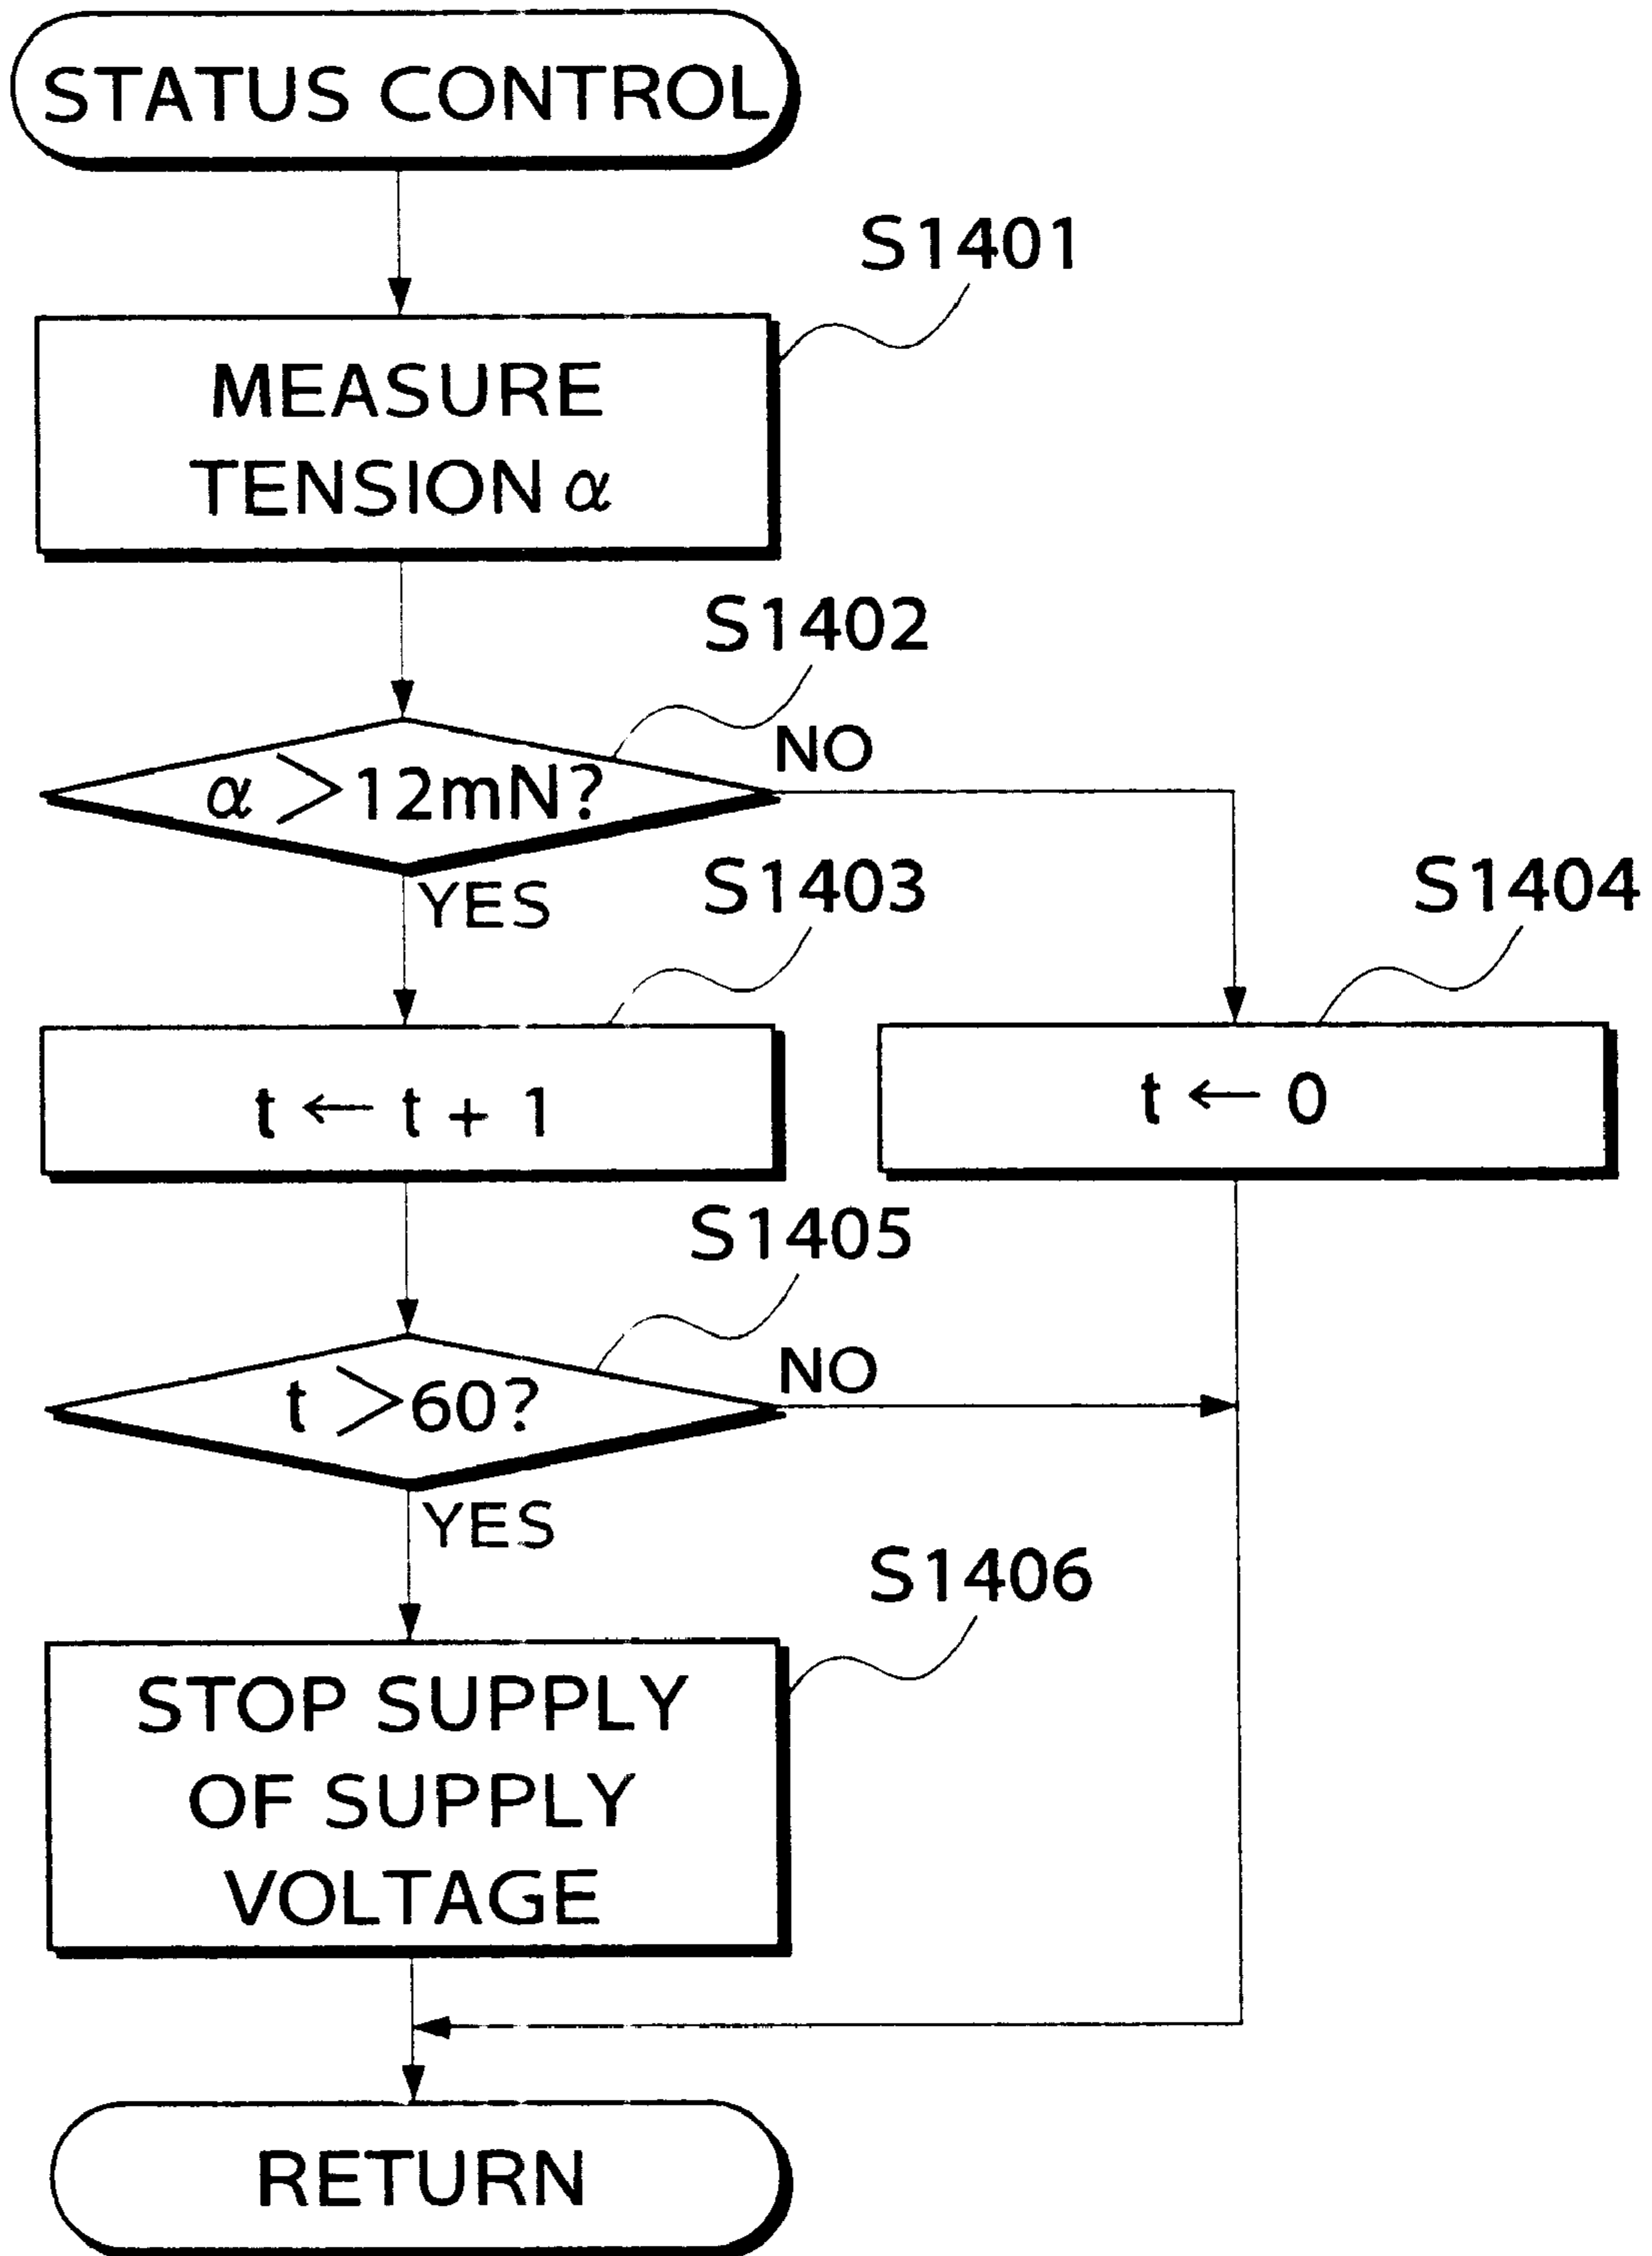 STATUS CONTROL
S1401
MEASURE
TENSION α
S1402
α >12mN?
NO
YES
S1403
S1404
t ← t + 1
t ← 0
S1405
t >60?
NO
YES
S1406
STOP SUPPLY
OF SUPPLY
VOLTAGE
RETURN